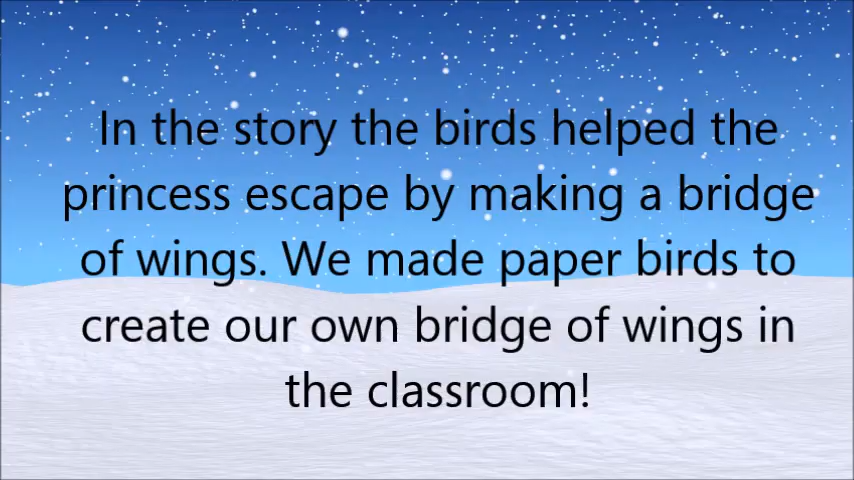 In the story the birds helped the
princess escape by making a bridge
of wings. We made paper birds to
create our own bridge of wings in
the classroom!